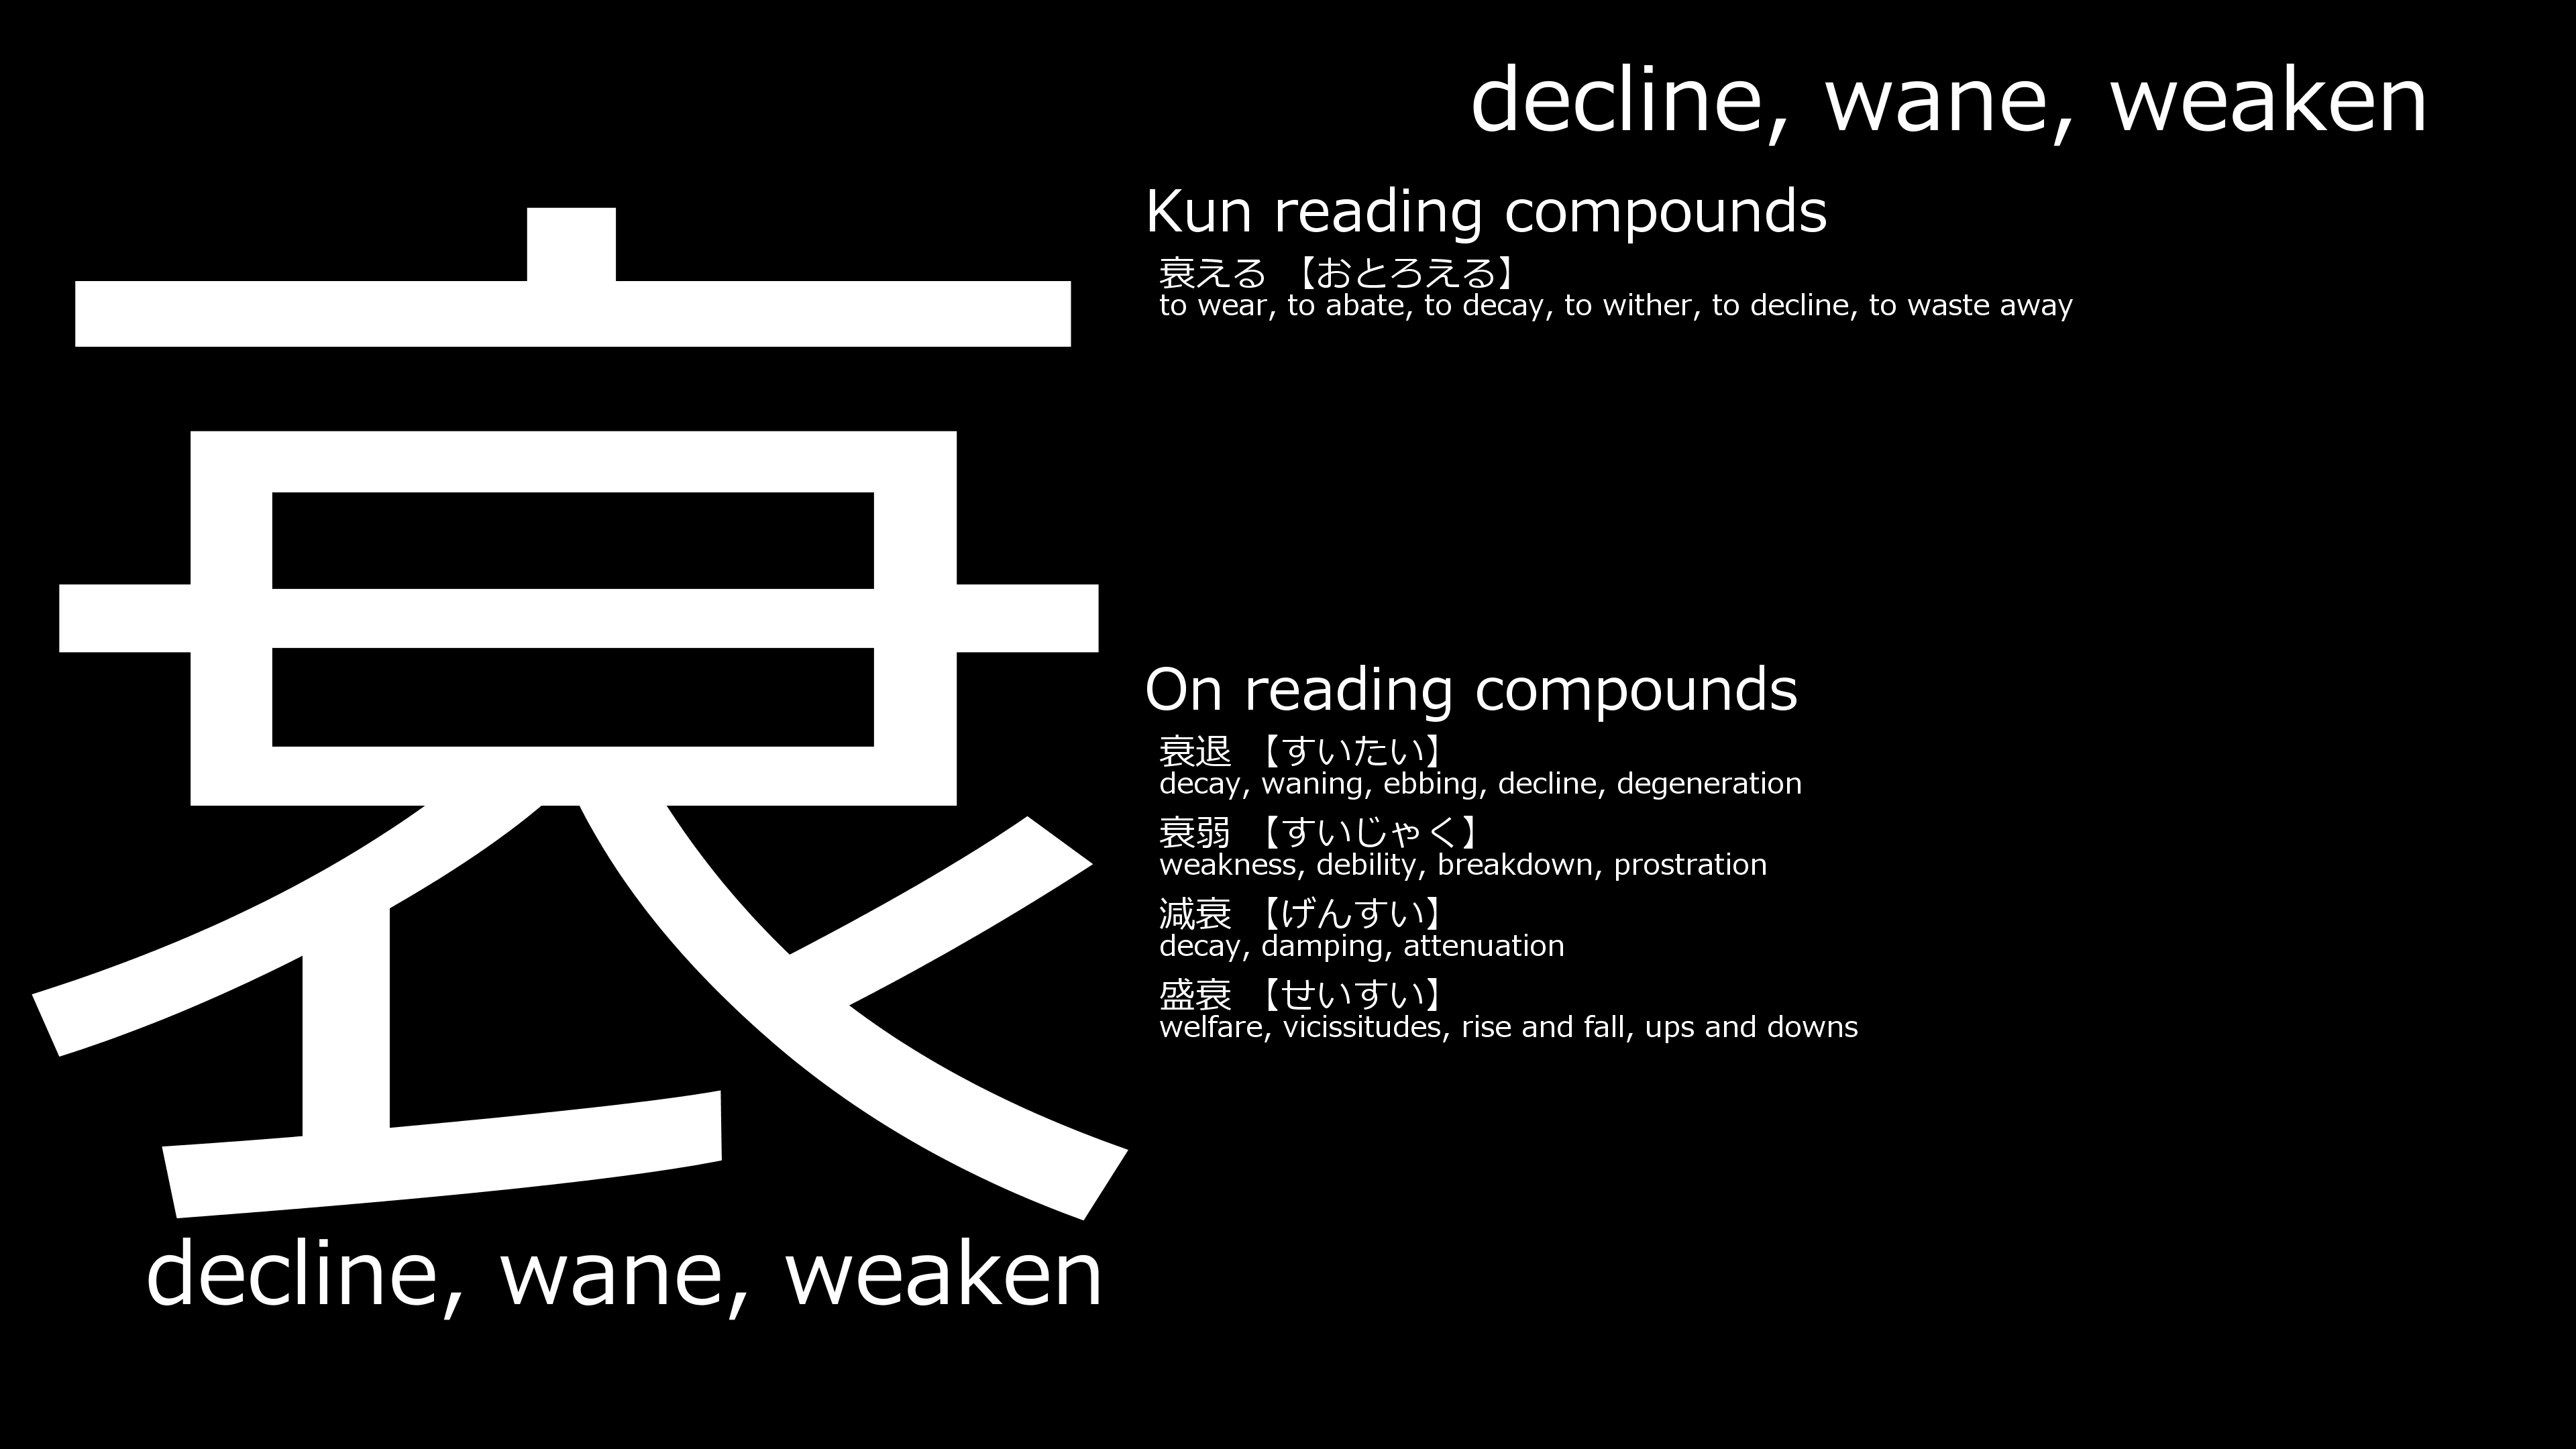 衰
decline, wane, weaken
decline, wane, weaken
Kun reading compounds
衰える 【おとろえる】
to wear, to abate, to decay, to wither, to decline, to waste away
On reading compounds
衰退 【すいたい】
decay, waning, ebbing, decline, degeneration
衰弱 【すいじゃく】
weakness, debility, breakdown, prostration
減衰 【げんすい】
decay, damping, attenuation
盛衰 【せいすい】
welfare, vicissitudes, rise and fall, ups and downs